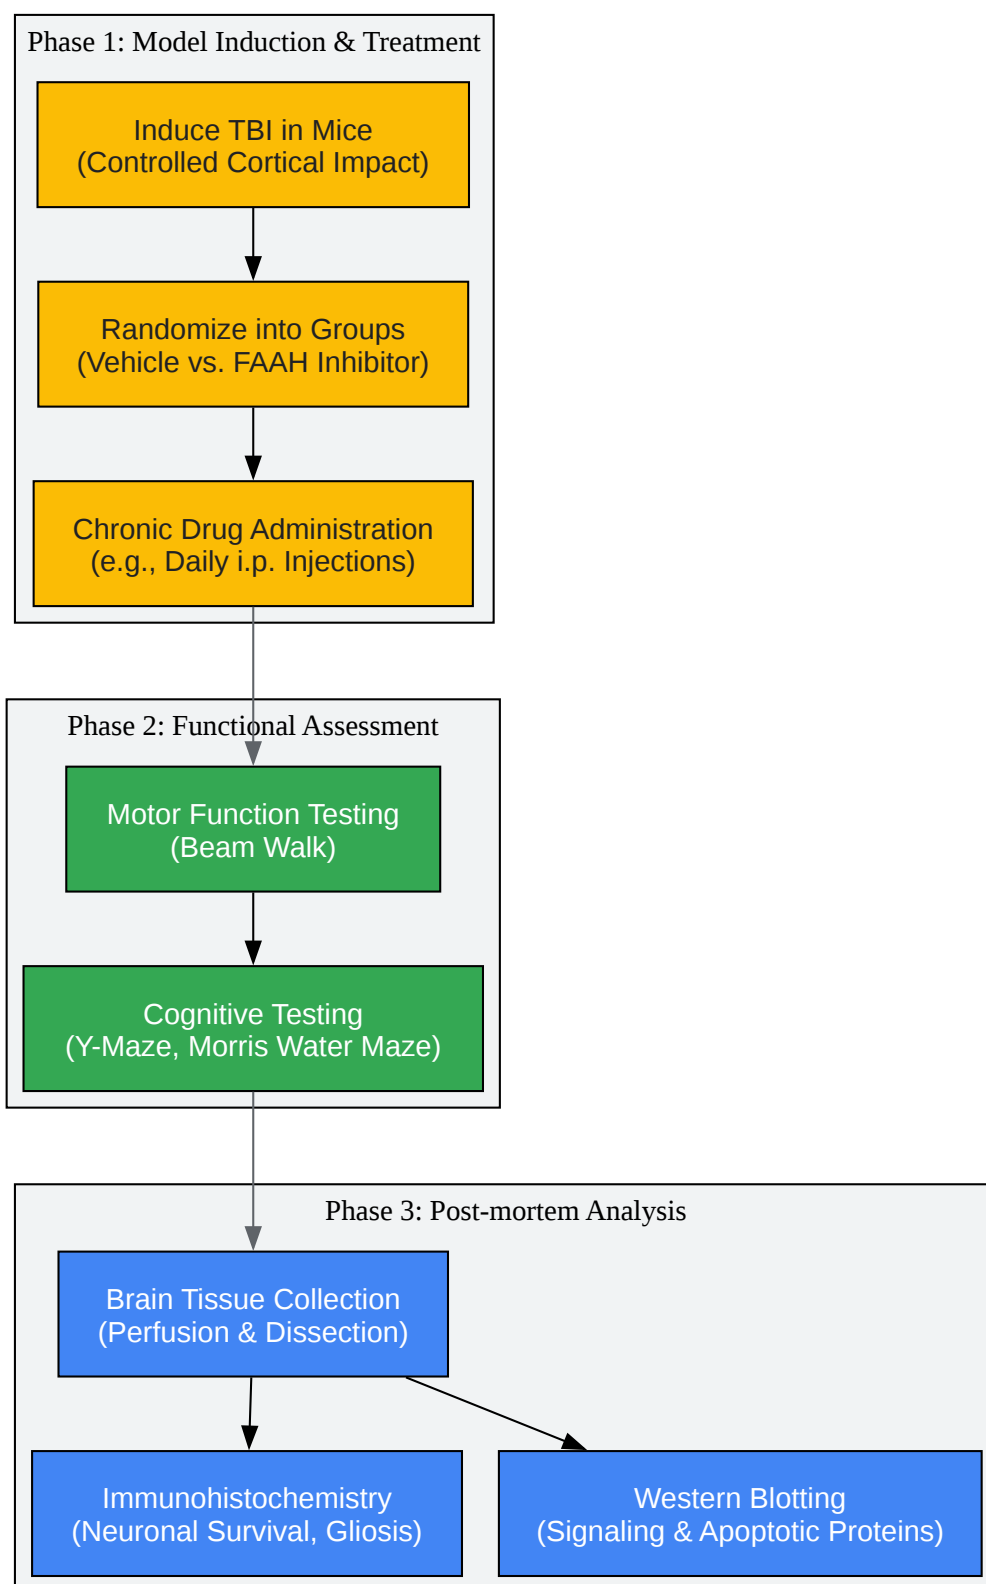 Phase 1: Model Induction & Treatment
Induce TBI in Mice
(Controlled Cortical Impact)
Randomize into Groups
(Vehicle vs. FAAH Inhibitor)
Chronic Drug Administration
(e.g., Daily i.p. Injections)
Phase 2: Functional Assessment
Motor Function Testing
(Beam Walk)
Cognitive Testing
(Y-Maze, Morris Water Maze)
Phase 3: Post-mortem Analysis
Brain Tissue Collection
(Perfusion & Dissection)
Immunohistochemistry
(Neuronal Survival, Gliosis)
Western Blotting
(Signaling & Apoptotic Proteins)